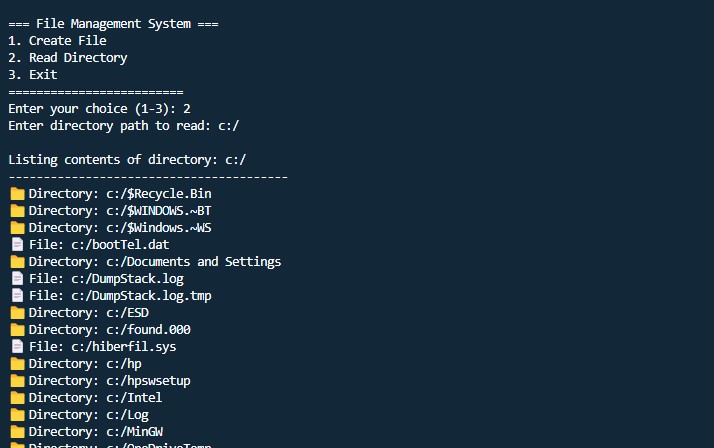 === File Management System ===
1. Create File
2. Read Directory
3. Exit
=========================
Enter your choice (1-3): 2
Enter directory path to read: c:/
Listing contents of directory: c:/
----------------------------------------
Directory: c:/$Recycle.Bin
Directory: c:/$WINDOWS.~BT
Directory: c:/$Windows.~WS
File: c:/bootTel.dat
Directory: c:/Documents and Settings
File: c:/DumpStack.log
File: c:/DumpStack.log.tmp
Directory: c:/ESD
Directory: c:/found.000
File: c:/hiberfil.sys
Directory: c:/hp
Directory: c:/hpswsetup
Directory: c:/Intel
Directory: c:/Log
Directory: c:/MinGW
Directory: c:/OneDriveTemp